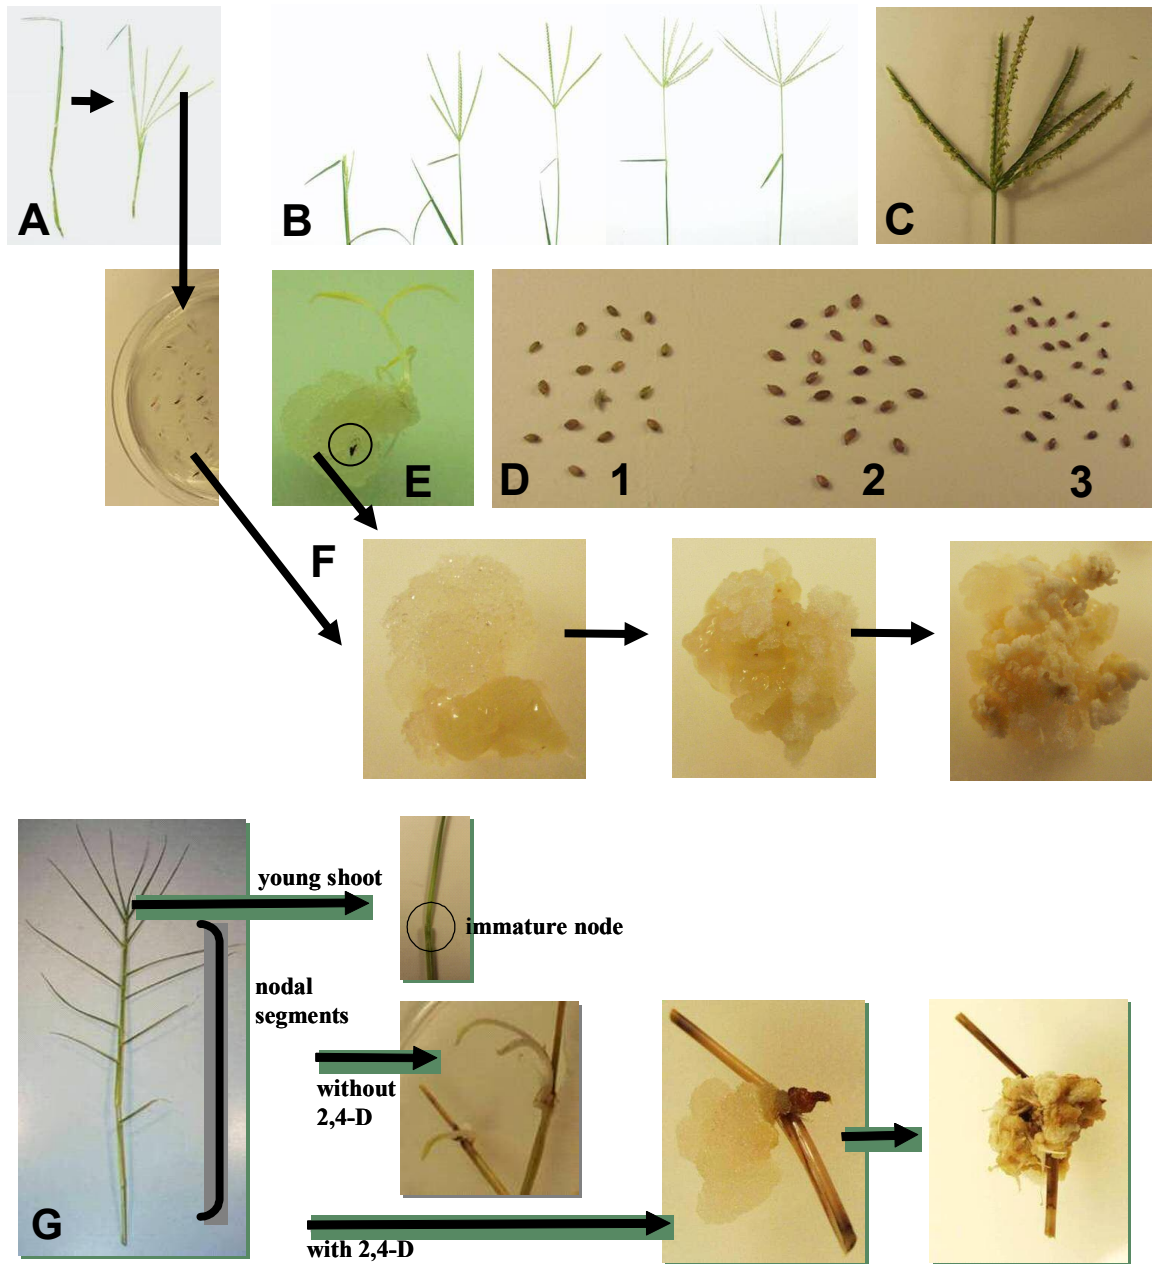 A
B
C
E
D
1
2
3
F
young shoot
immature node
nodal
segments
without
2,4-D
G
with 2,4-D